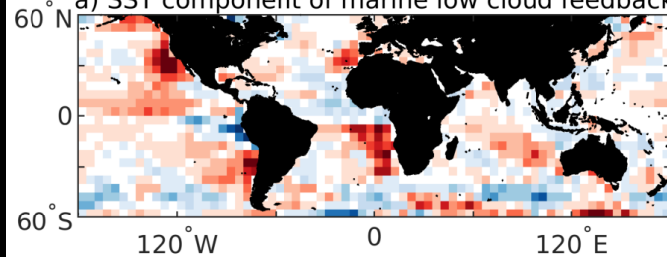 a) SST component of marine low cloud feedback
60°N
0
60°S
120°W 0 120°E